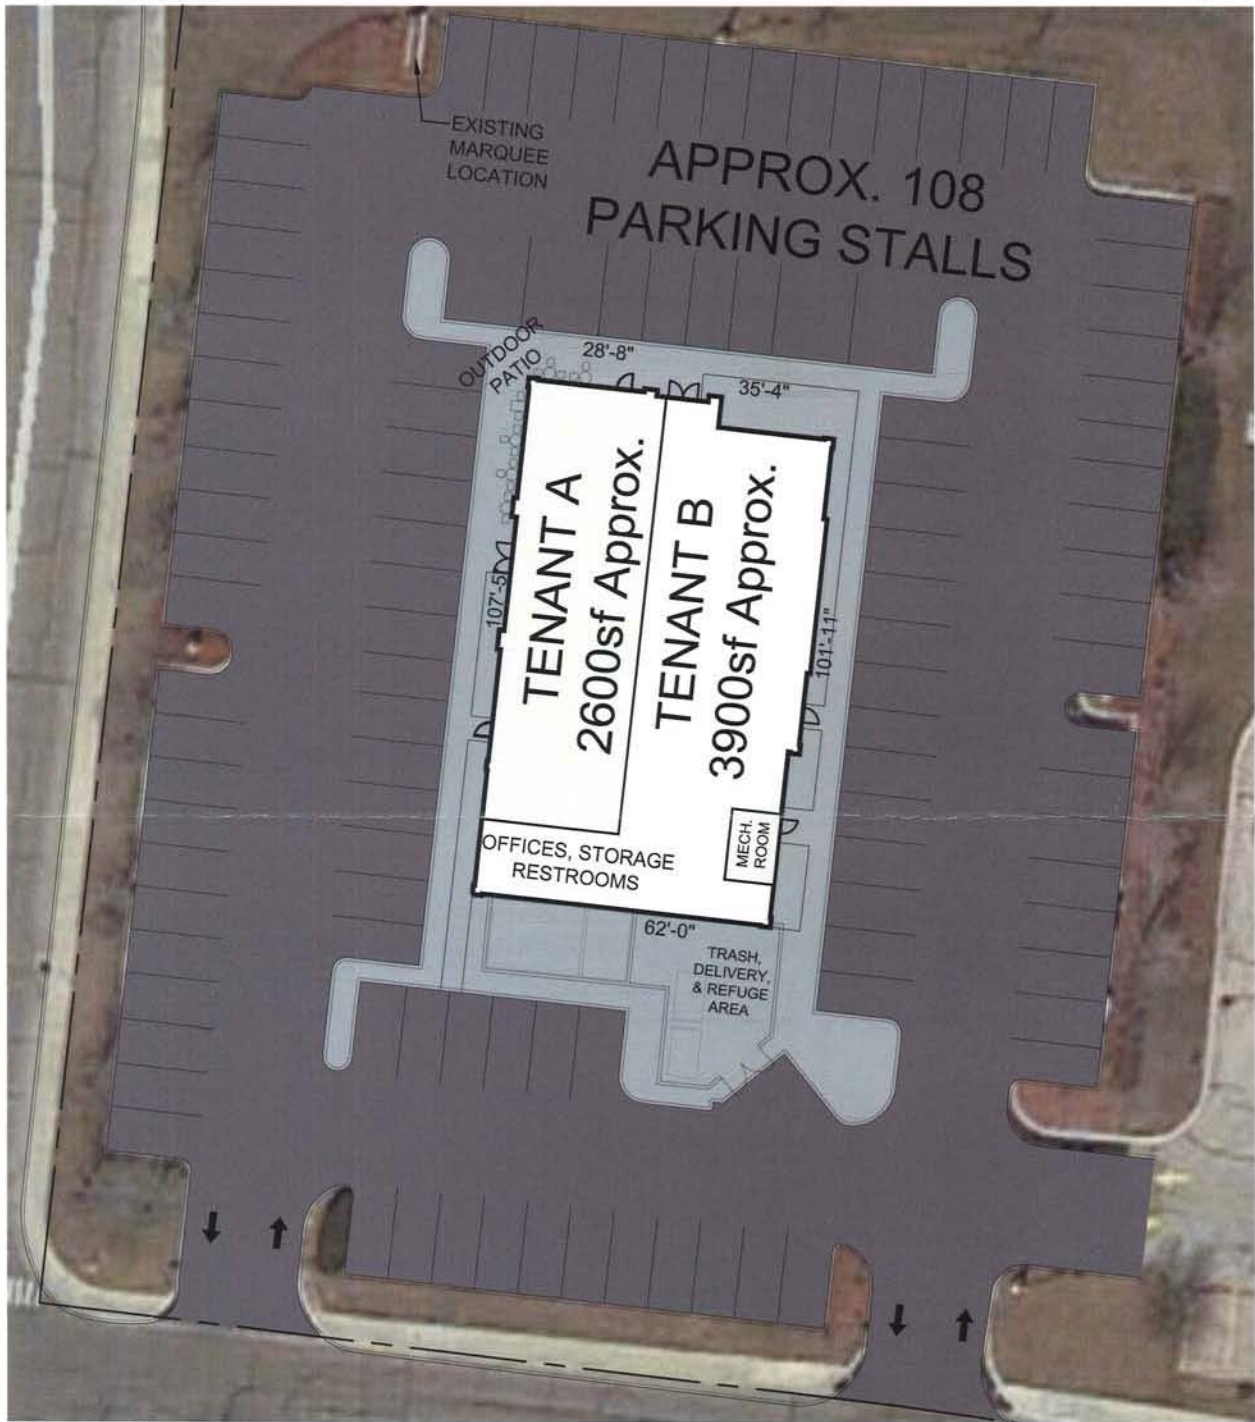 EXISTING
MARQUEE
LOCATION
APPROX. 108
PARKING STALLS
OUTDOOR
PATIO
28'-8"
35'-4"
TENANT A
2600sf Approx.
107'-5
TENANT B
3900sf Approx.
101'-11"
OFFICES, STORAGE
RESTROOMS
MECH.
ROOM
62'-0"
TRASH,
DELIVERY,
& REFUGE
AREA